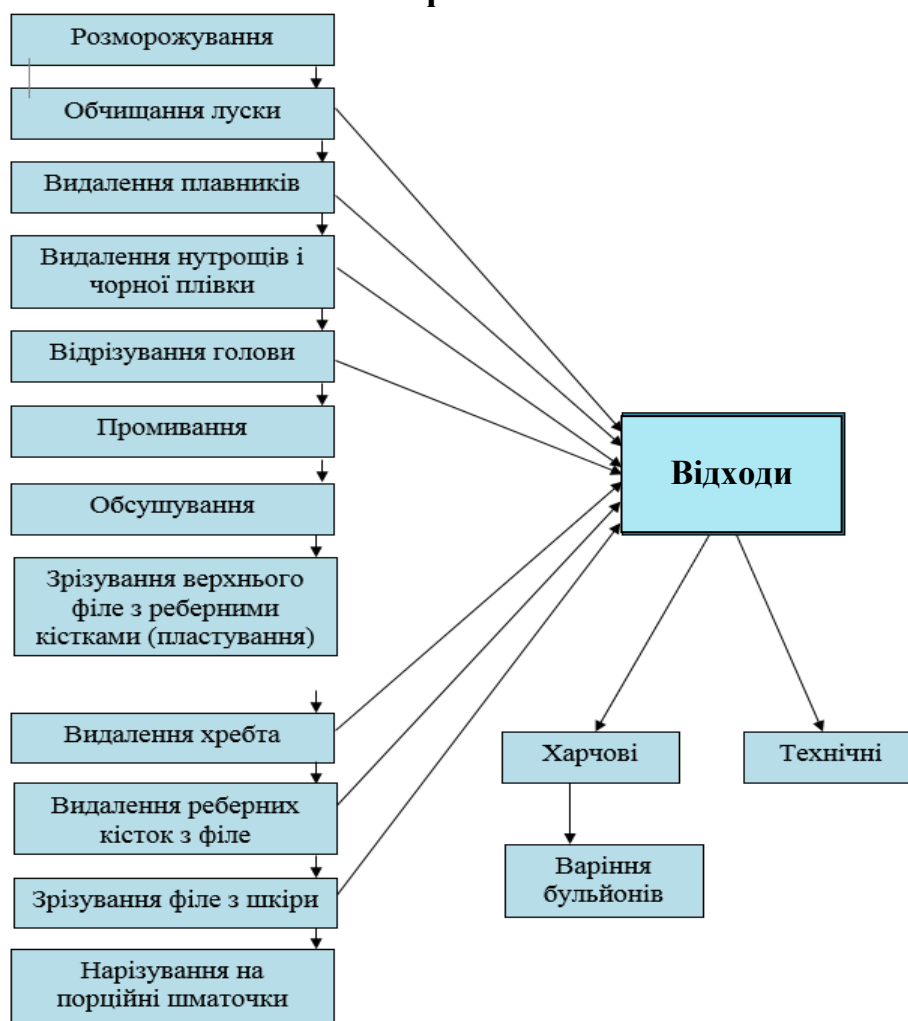 Розморожування
Обчищання луски
Видалення плавників
Видалення нутрощів і
чорної плівки
Відрізування голови
Промивання
Обсушування
Зрізування верхнього
філе з реберними
кістками (пластування)
Видалення хребта
Видалення реберних
кісток з філе
Зрізування філе з шкіри
Нарізування на
порційні шматочки
Відходи
Харчові
Технічні
Варіння
бульйонів